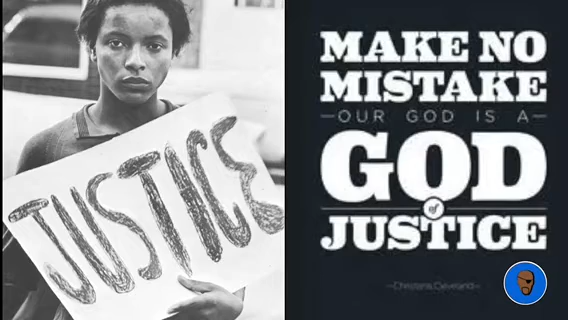 JUSTICE
MAKE NO
MISTAKE
OUR GOD IS A
GOD
of
JUSTICE
-Christena Cleveland-